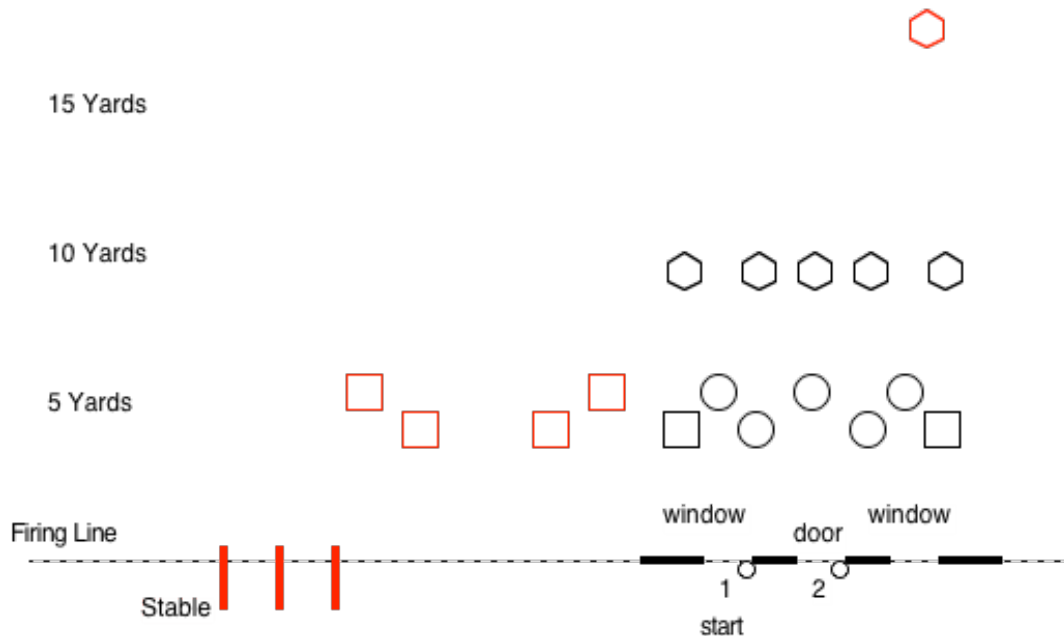 15 Yards
10 Yards
5 Yards
window
window
Firing Line
door
1
2
Stable
start